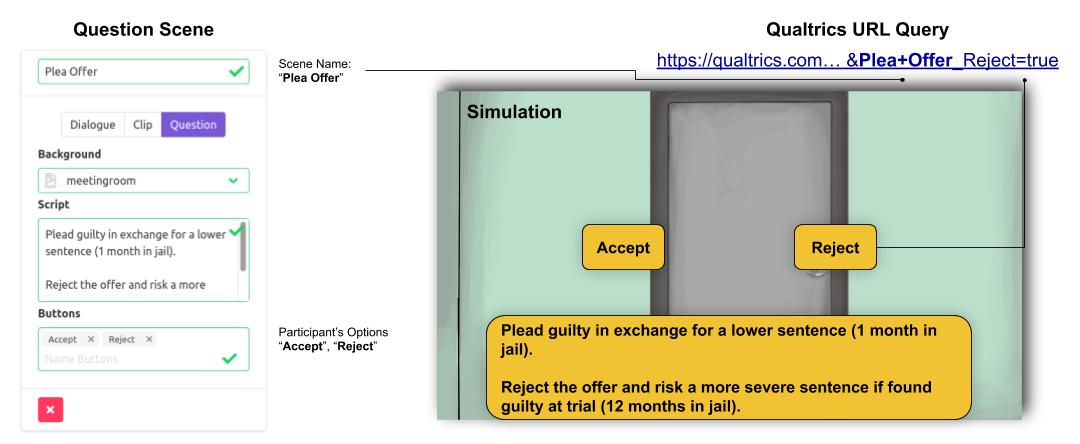 Question Scene
Plea Offer
Dialogue Clip Question
Background
meetingroom
Script
Plead guilty in exchange for a lower
sentence (1 month in jail).
Reject the offer and risk a more
Buttons
Accept × Reject ×
Name Buttons
×
Scene Name:
“Plea Offer”
Participant's Options
“Accept”, “Reject”
Qualtrics URL Query
https://qualtrics.com… &Plea+Offer_Reject=true
Simulation
Accept
Reject
Plead guilty in exchange for a lower sentence (1 month in
jail).
Reject the offer and risk a more severe sentence if found
guilty at trial (12 months in jail).